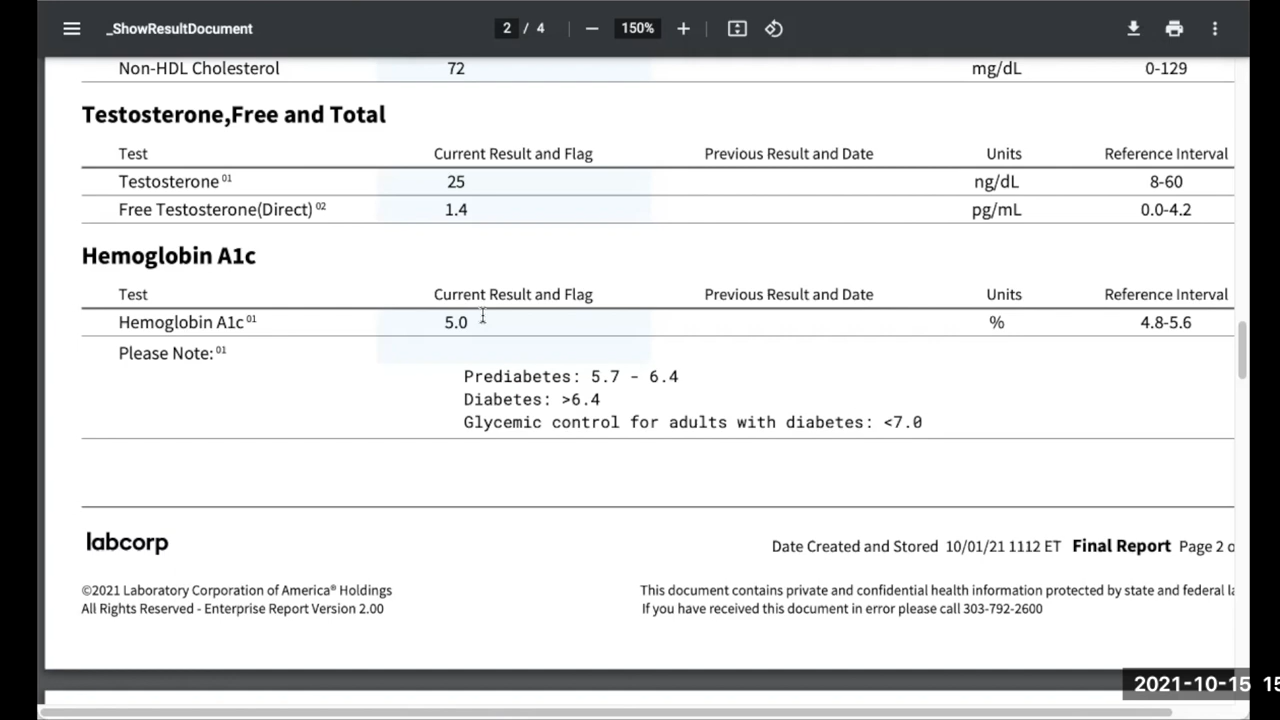 _ShowResultDocument 2 / 4 150%
Non-HDL Cholesterol 72 mg/dL 0-129
Testosterone,Free and Total
Test Current Result and Flag Previous Result and Date Units Reference Interval
Testosterone 01 25 ng/dL 8-60
Free Testosterone(Direct) 02 1.4 pg/mL 0.0-4.2
Hemoglobin A1c
Test Current Result and Flag Previous Result and Date Units Reference Interval
Hemoglobin A1c 01 5.0 % 4.8-5.6
Please Note: 01
Prediabetes: 5.7 - 6.4
Diabetes: >6.4
Glycemic control for adults with diabetes: <7.0
labcorp
Date Created and Stored 10/01/21 1112 ET Final Report Page 2 o
©2021 Laboratory Corporation of America® Holdings
All Rights Reserved - Enterprise Report Version 2.00
This document contains private and confidential health information protected by state and federal la
If you have received this document in error please call 303-792-2600
2021-10-15 15